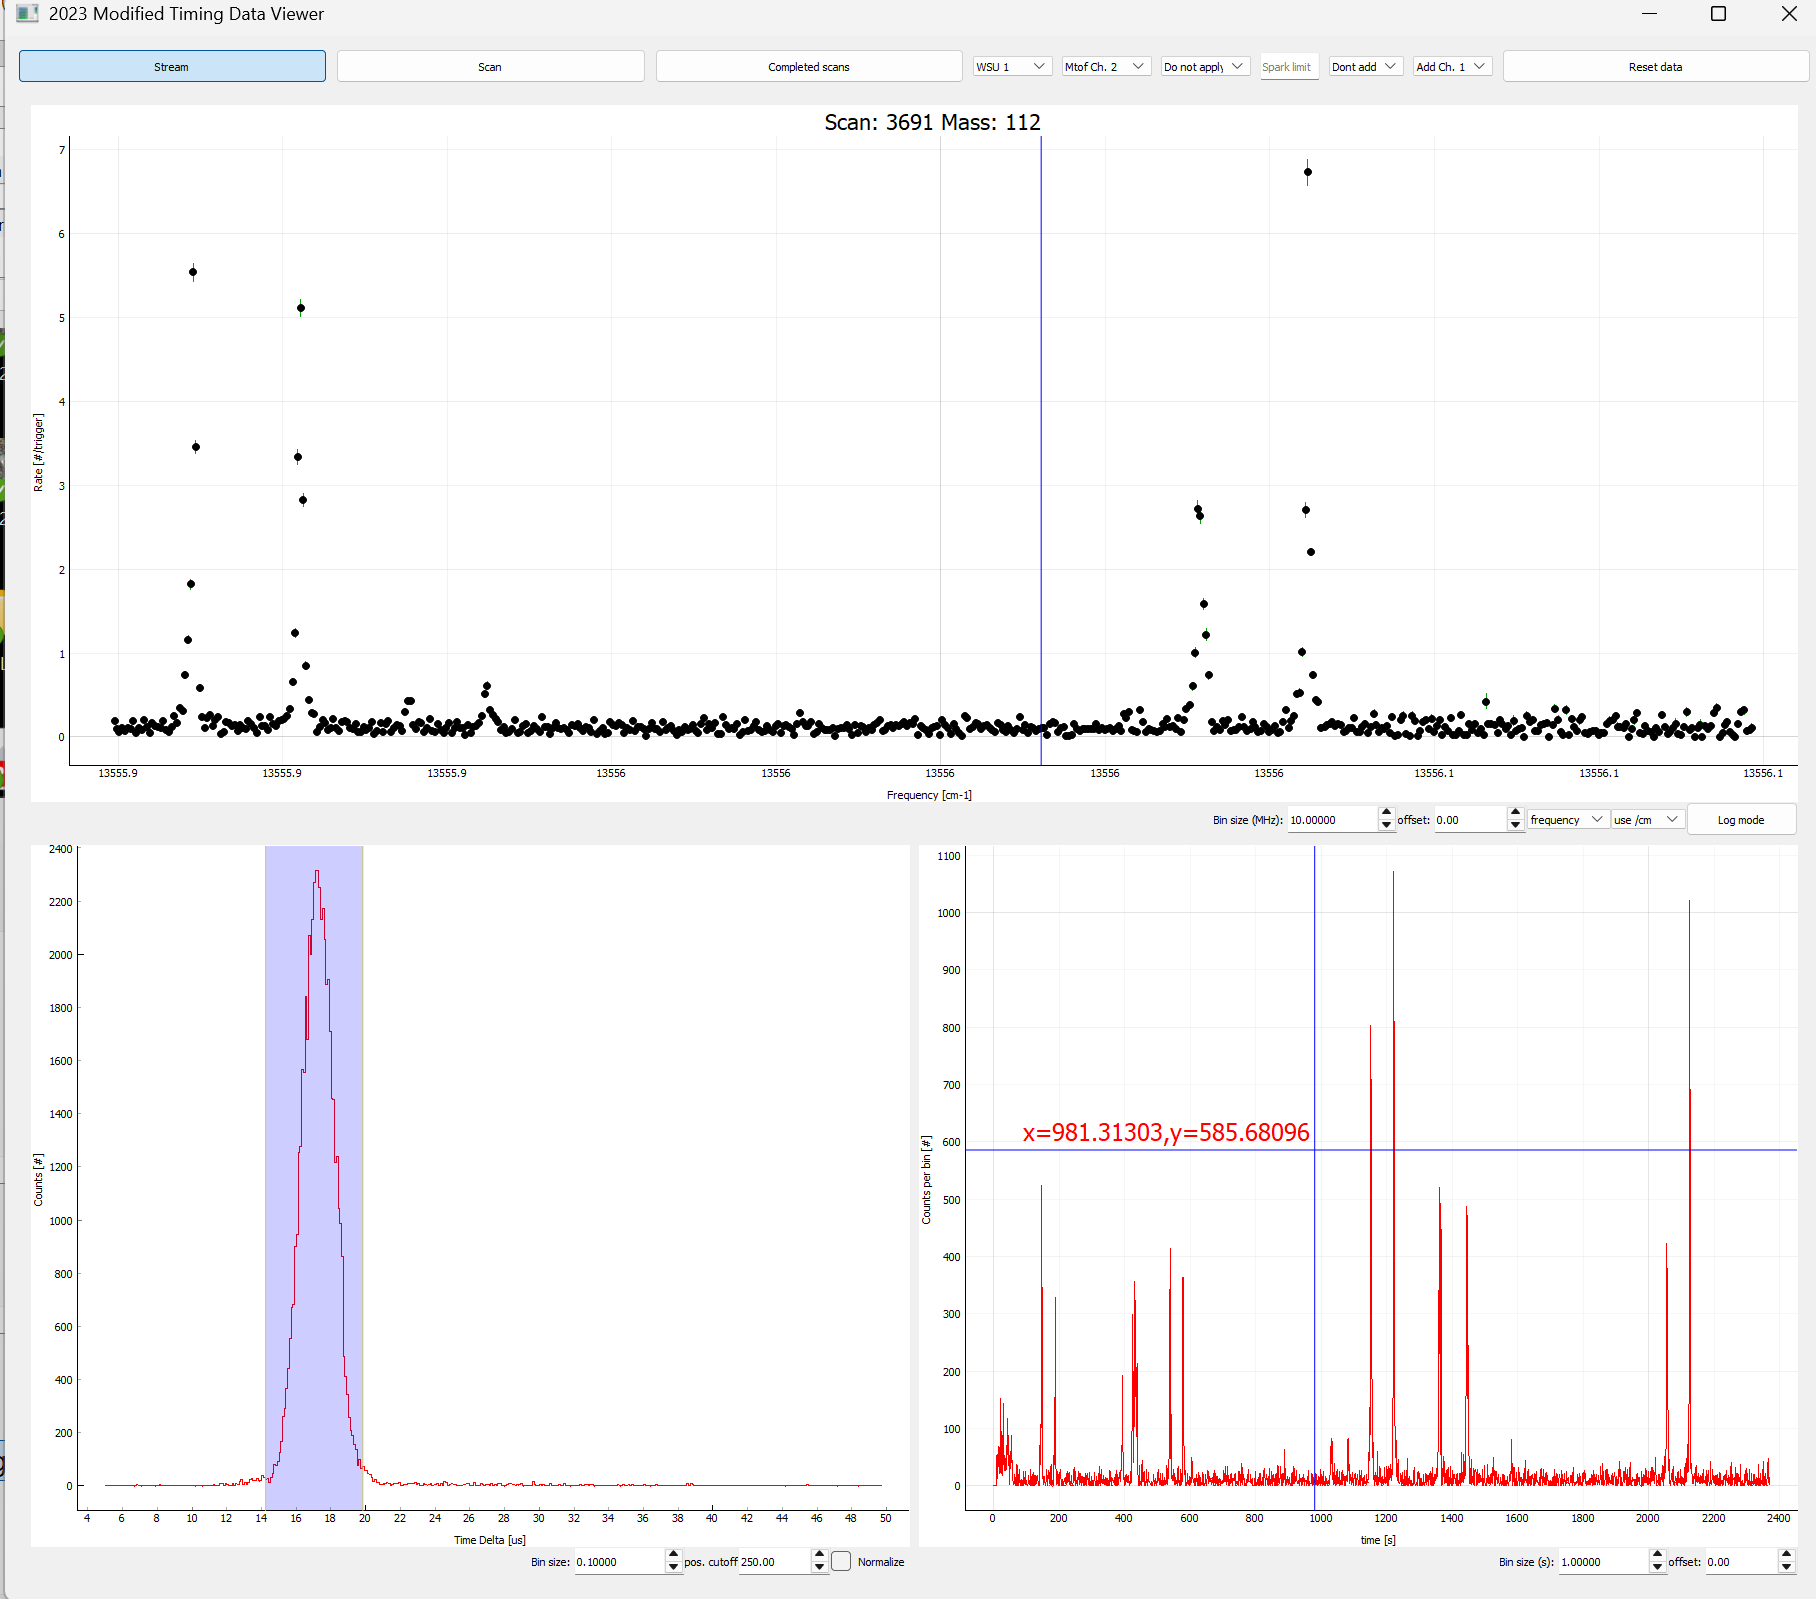 2023 Modified Timing Data Viewer
Stream Scan Completed scans WSU 1 Mtof Ch. 2 Do not apply Spark limit Dont add Add Ch. 1 Reset data
Scan: 3691 Mass: 112
7
6
5
4
3
2
1
0
Rate [#/trigger]
13555.9 13555.9 13555.9 13556 13556 13556 13556 13556 13556.1 13556.1 13556.1
Frequency [cm-1]
Bin size (MHz): 10.00000 offset: 0.00 frequency use /cm Log mode
2400
2200
2000
1800
1600
1400
1200
1000
800
600
400
200
0
Counts [#]
4 6 8 10 12 14 16 18 20 22 24 26 28 30 32 34 36 38 40 42 44 46 48 50
Time Delta [us]
Bin size: 0.10000 pos. cutoff 250.00 Normalize
1100
1000
900
800
700
600
500
400
300
200
100
0
Counts per bin [#]
x=981.31303,y=585.68096
0 200 400 600 800 1000 1200 1400 1600 1800 2000 2200 2400
time [s]
Bin size (s): 1.00000 offset: 0.00